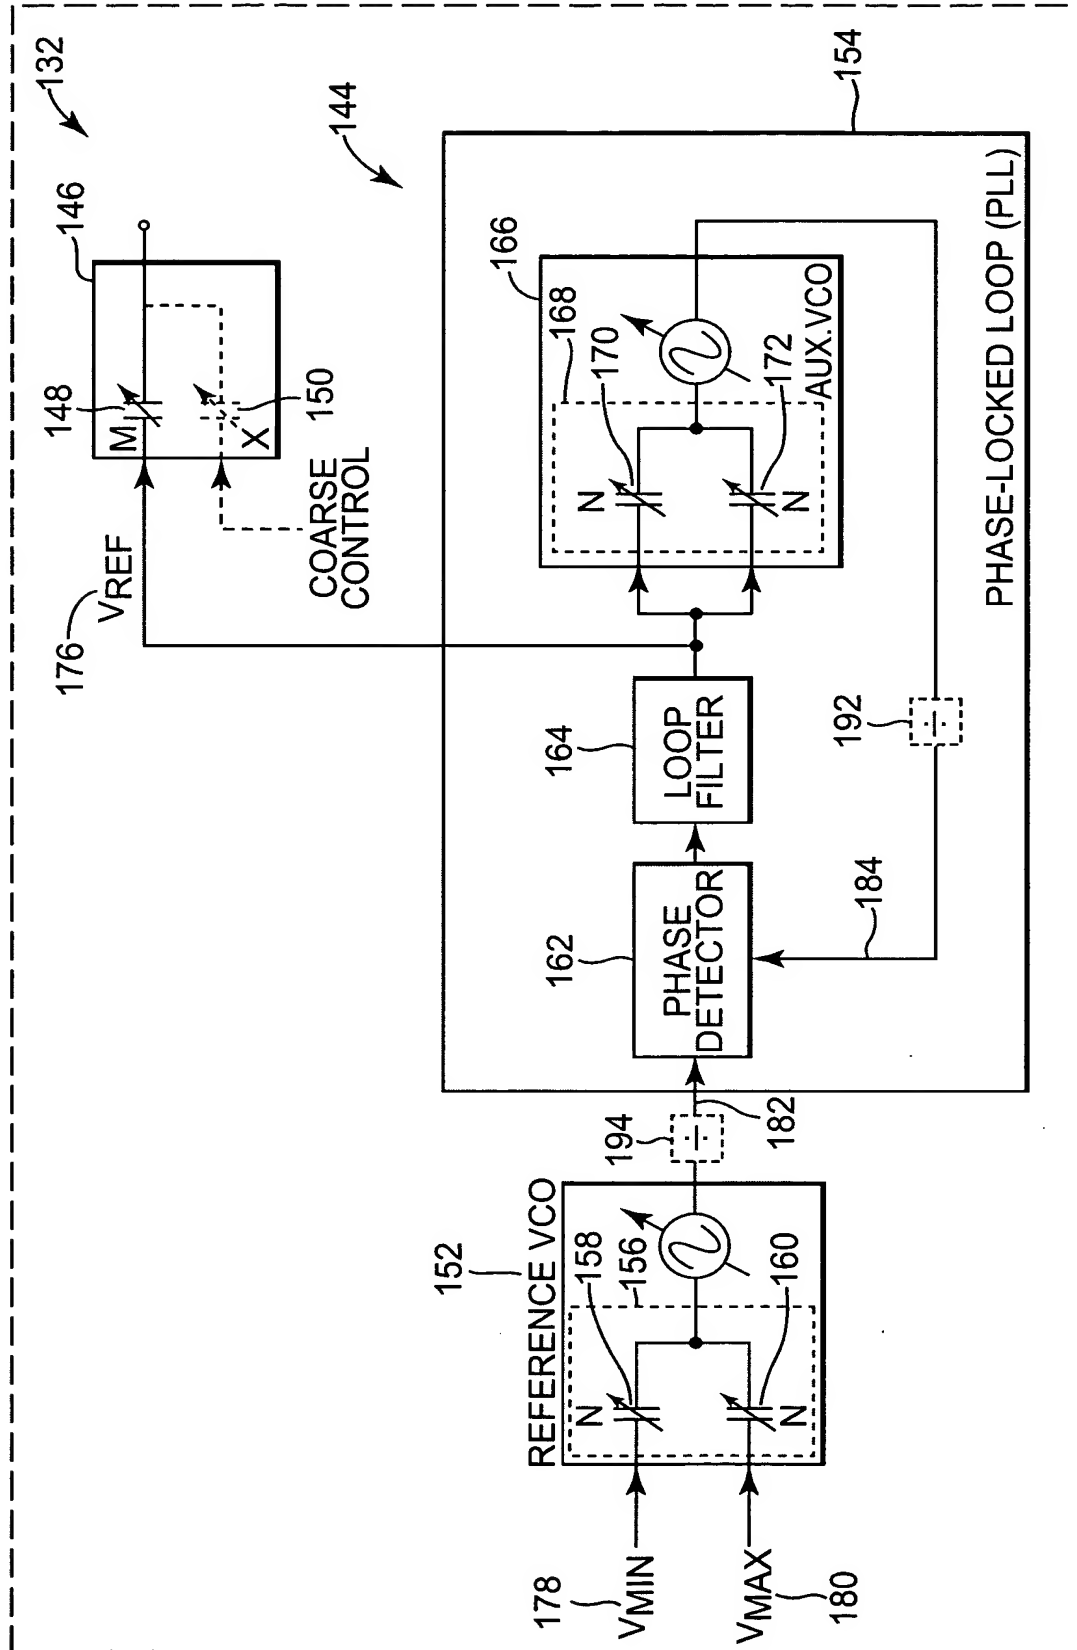 132
146
148
M
X
150
COARSE
CONTROL
176
VREF
144
154
166
168
170
N
172
N
AUX.VCO
164
LOOP
FILTER
162
PHASE
DETECTOR
192
÷
184
PHASE-LOCKED LOOP (PLL)
194
÷
182
152
REFERENCE VCO
158
156
N
160
N
178
VMIN
VMAX
180